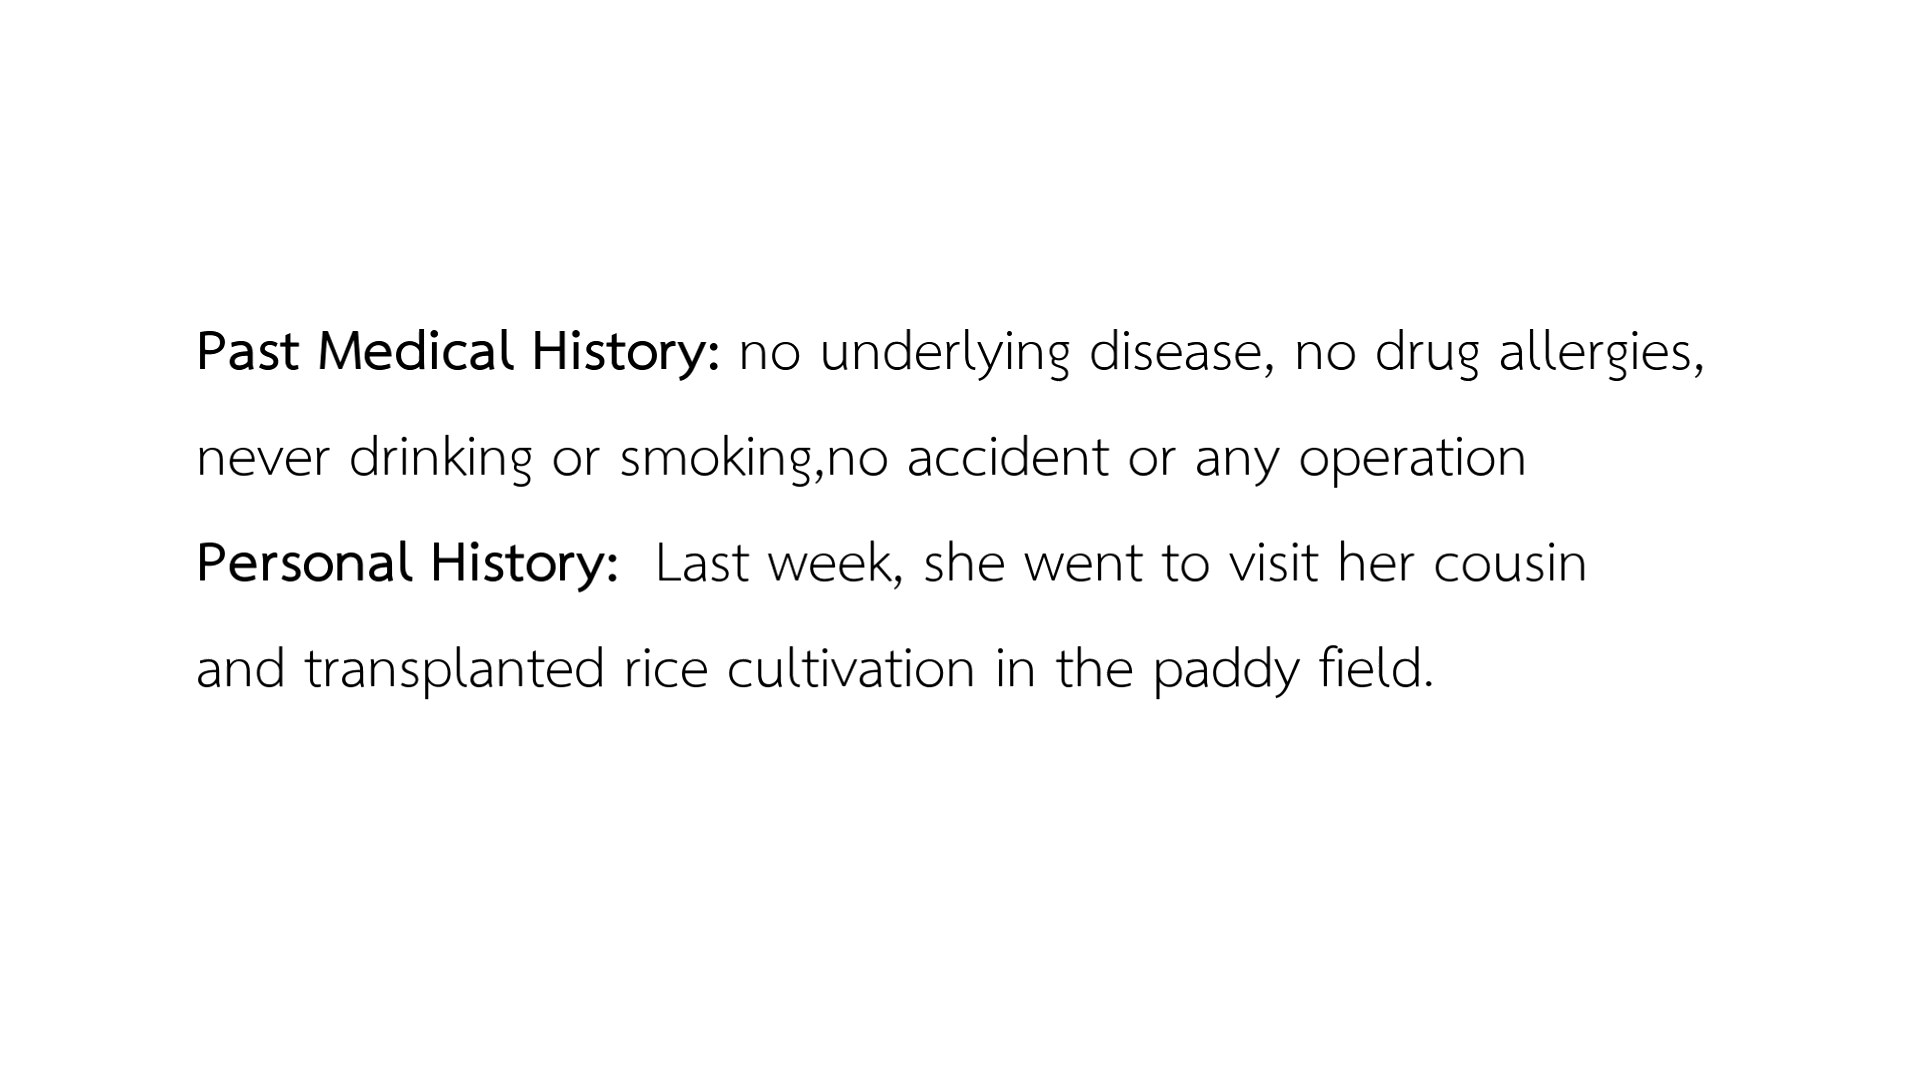 Past Medical History: no underlying disease, no drug allergies,
never drinking or smoking,no accident or any operation
Personal History:  Last week, she went to visit her cousin
and transplanted rice cultivation in the paddy field.